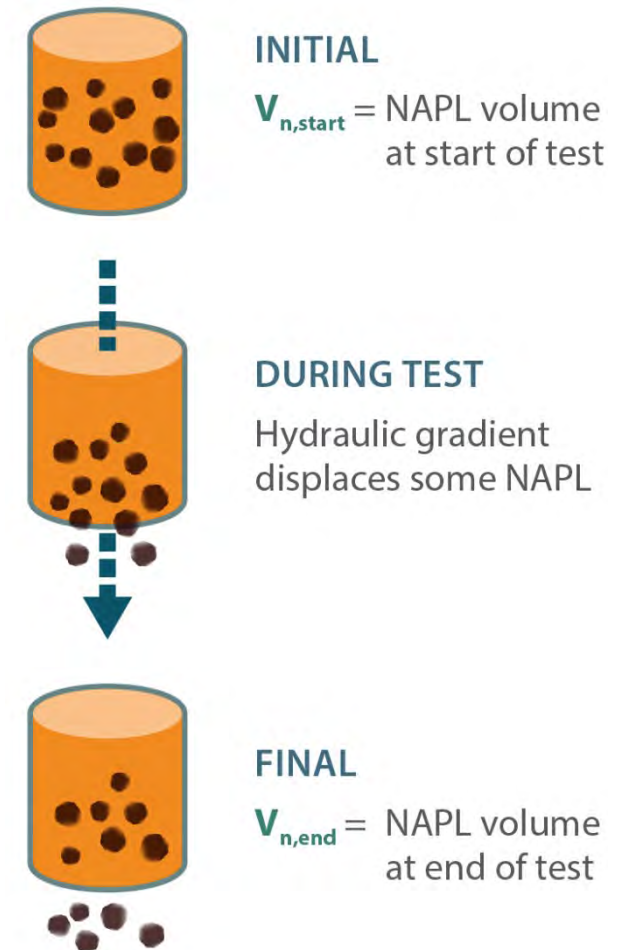 INITIAL
Vn,start = NAPL volume
at start of test
DURING TEST
Hydraulic gradient
displaces some NAPL
FINAL
Vn,end = NAPL volume
at end of test